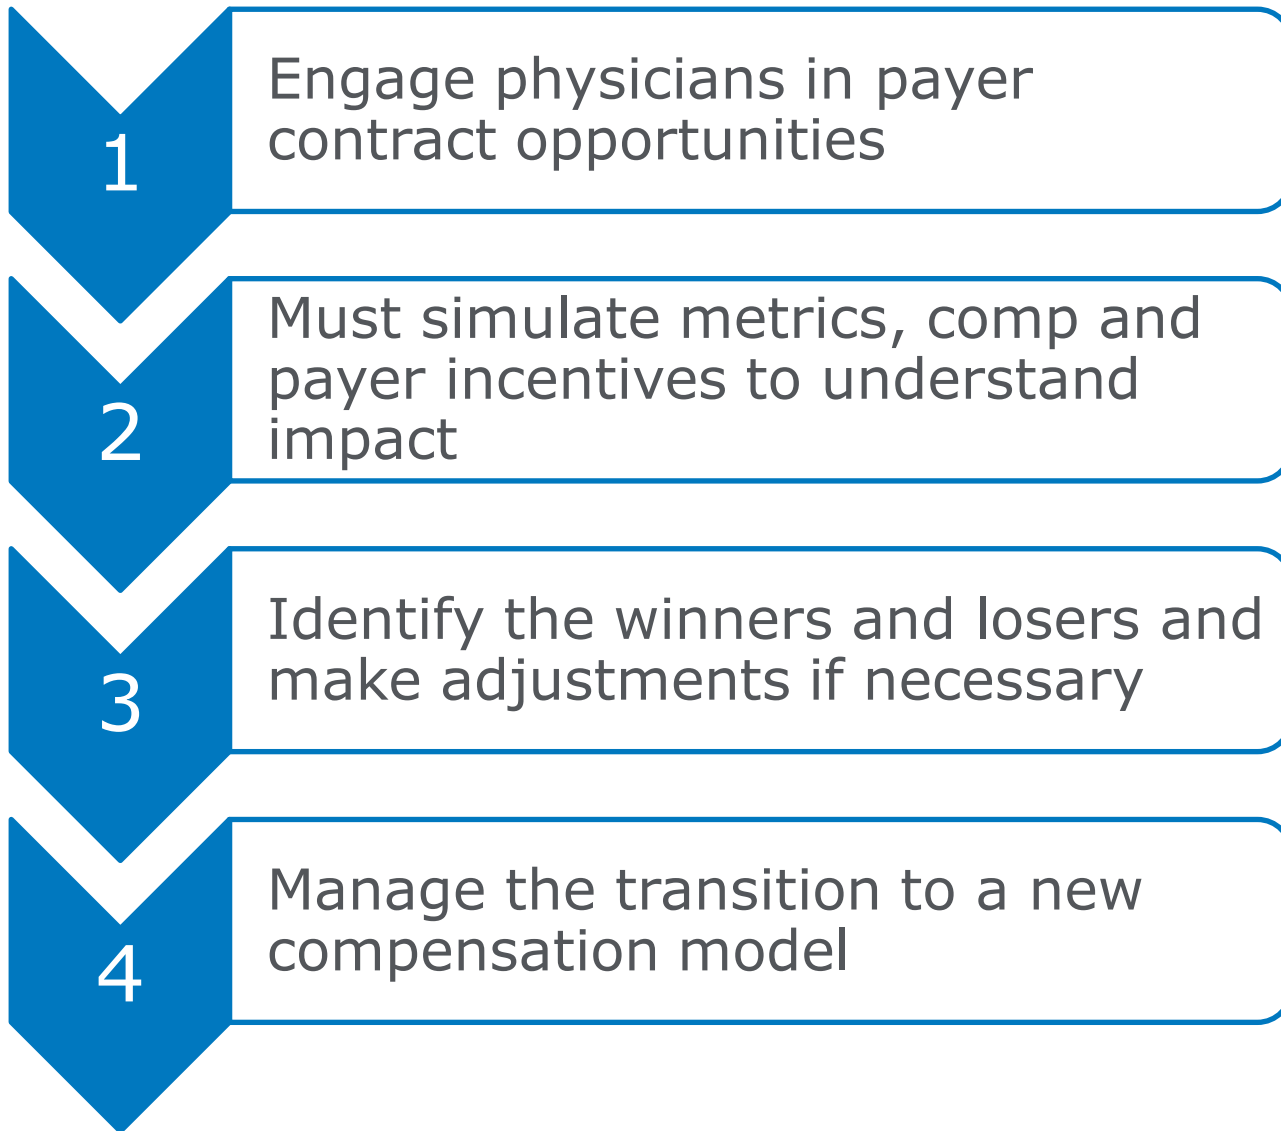 1
Engage physicians in payer
contract opportunities
2
Must simulate metrics, comp and
payer incentives to understand
impact
3
Identify the winners and losers and
make adjustments if necessary
4
Manage the transition to a new
compensation model